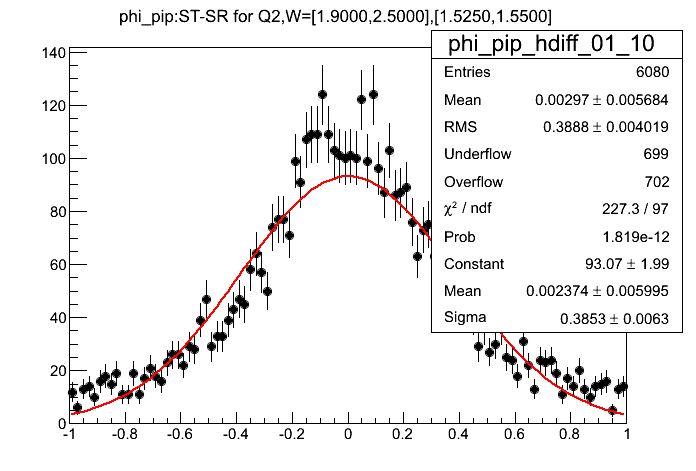 phi_pip:ST-SR for Q2,W=[1.9000,2.5000],[1.5250,1.5500]
phi_pip_hdiff_01_10
Entries 6080
Mean 0.00297 ± 0.005684
RMS 0.3888 ± 0.004019
Underflow 699
Overflow 702
χ² / ndf 227.3 / 97
Prob 1.819e-12
Constant 93.07 ± 1.99
Mean 0.002374 ± 0.005995
Sigma 0.3853 ± 0.0063
140
120
100
80
60
40
20
0
-1 -0.8 -0.6 -0.4 -0.2 0 0.2 0.4 0.6 0.8 1